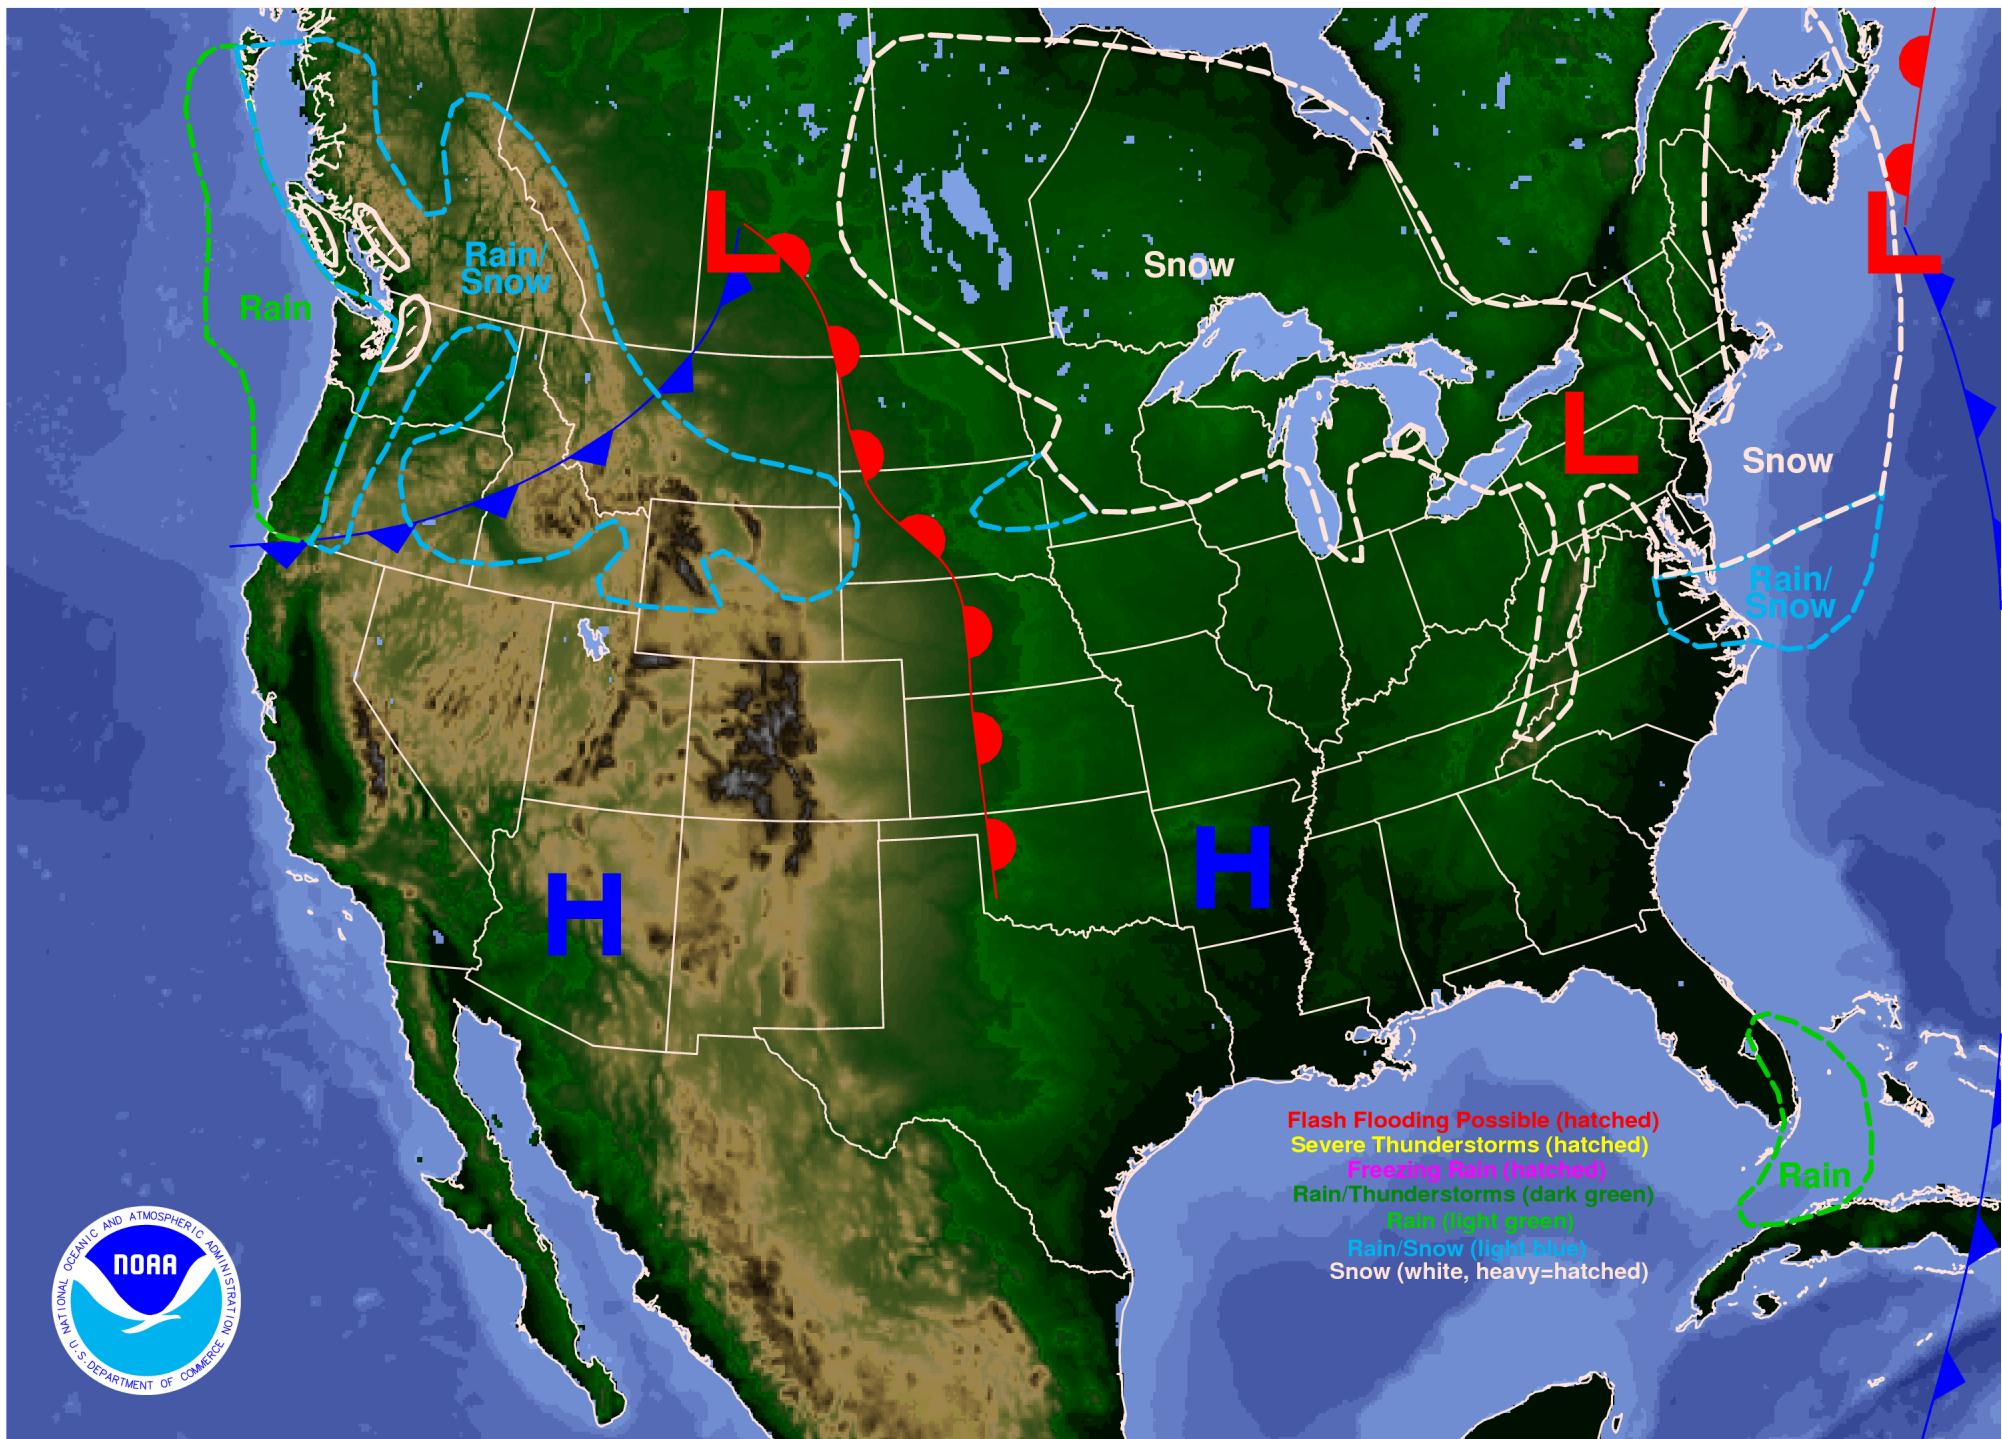 L
L
Rain/
Snow
Snow
Rain
L
Snow
Rain/
Snow
H
H
Flash Flooding Possible (hatched)
Severe Thunderstorms (hatched)
Freezing Rain (hatched)
Rain/Thunderstorms (dark green)
Rain (light green)
Rain/Snow (light blue)
Snow (white, heavy=hatched)
Rain
NATIONAL OCEANIC AND ATMOSPHERIC ADMINISTRATION
NOAA
U.S. DEPARTMENT OF COMMERCE